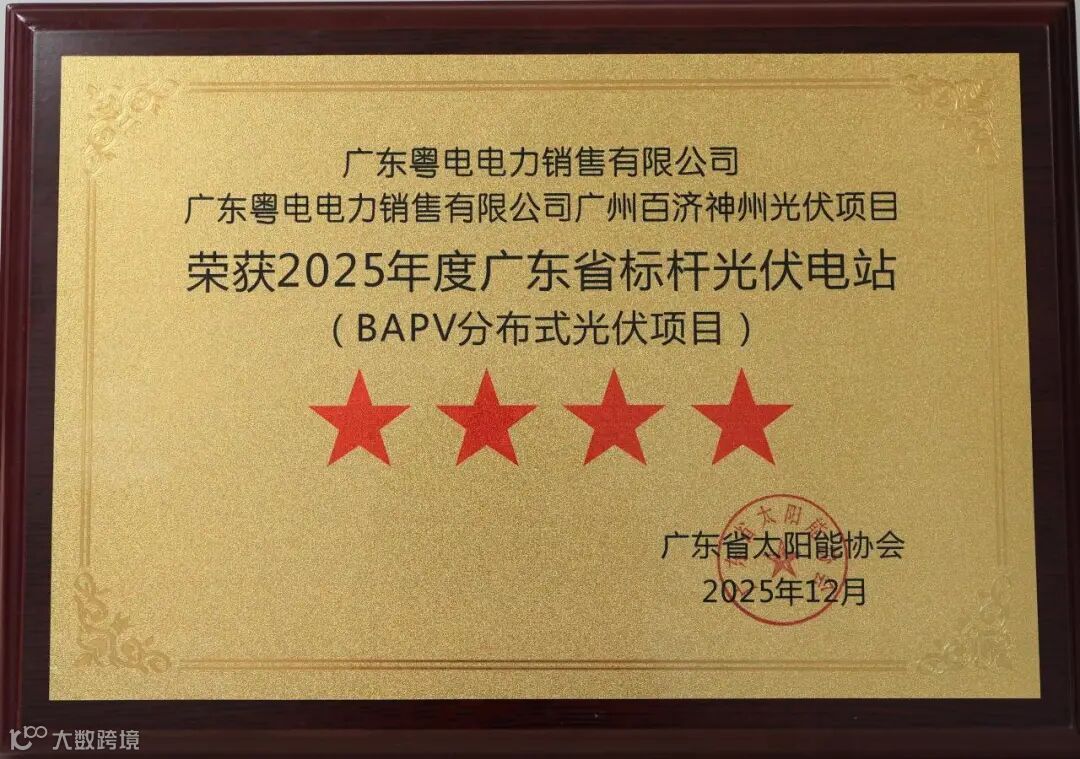 广东粤电电力销售有限公司
广东粤电电力销售有限公司广州百济神州光伏项目
荣获2025年度广东省标杆光伏电站
（BAPV分布式光伏项目）
广东省太阳能协会
2025年12月
大数跨境